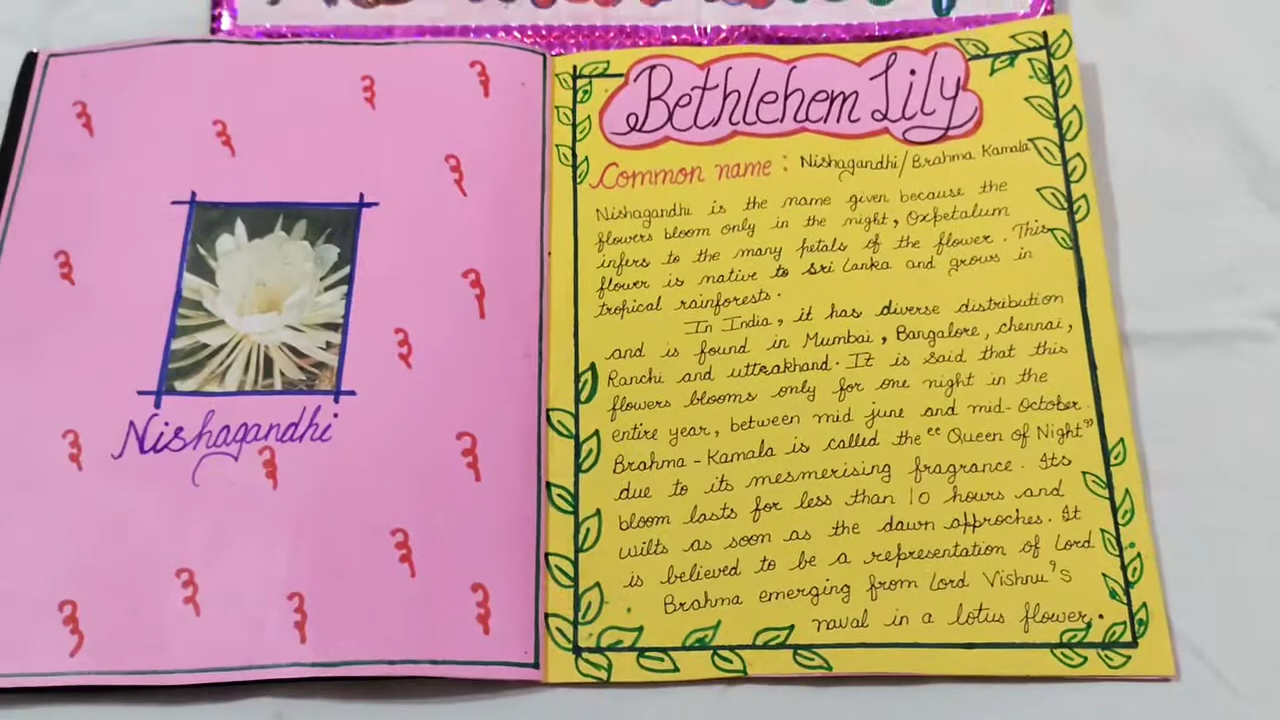 Nishagandhi
Bethlehem Lily
Common name : Nishagandhi/Brahma Kamala
Nishagandhi is the name given because the
flowers bloom only in the night, Oxpetalum
infers to the many petals of the flower. This
flower is native to Sri Lanka and grows in
tropical rainforests.
In India, it has diverse distribution
and is found in Mumbai, Bangalore, chennai,
Ranchi and uttrakhand. It is said that this
flowers blooms only for one night in the
entire year, between mid june and mid-October.
Brahma-Kamala is called the "Queen of Night"
due to its mesmerising fragrance. Its
bloom lasts for less than 10 hours and
wilts as soon as the dawn approches. It
is believed to be a representation of Lord
Brahma emerging from Lord Vishnu's
naval in a lotus flower.